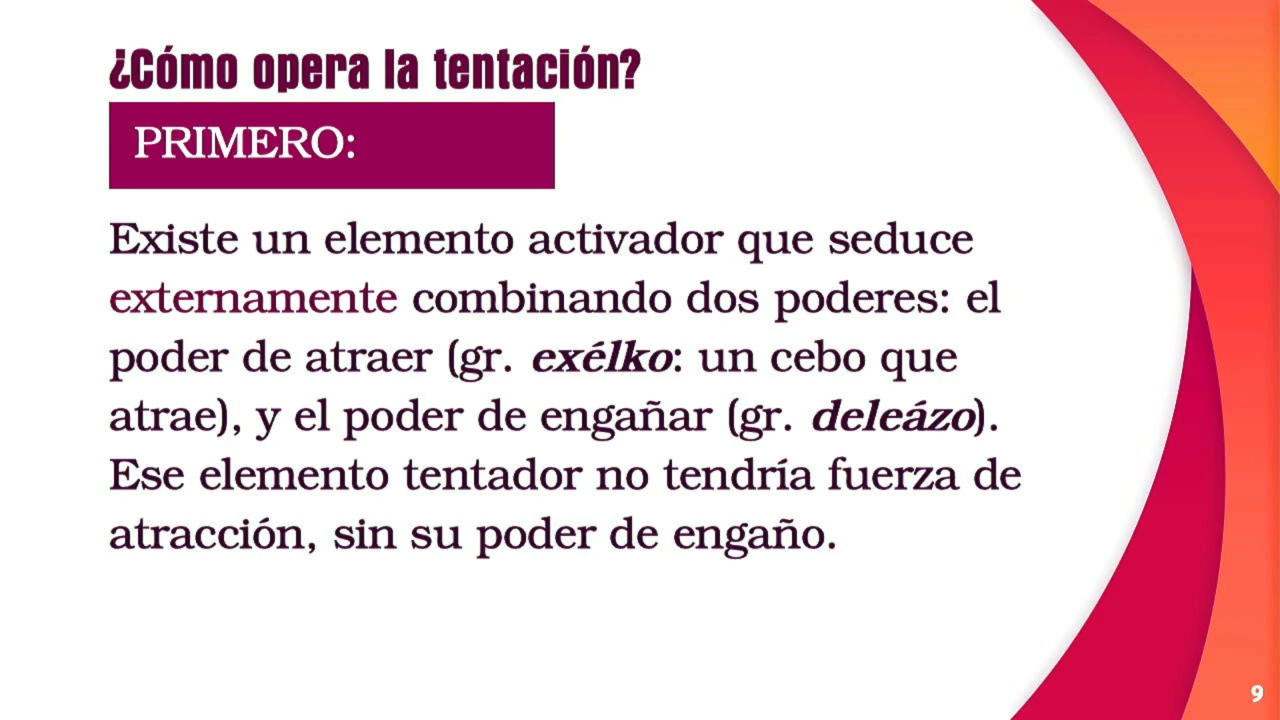 ¿Cómo opera la tentación?
PRIMERO:
Existe un elemento activador que seduce
externamente combinando dos poderes: el
poder de atraer (gr. exélko: un cebo que
atrae), y el poder de engañar (gr. deleázo).
Ese elemento tentador no tendría fuerza de
atracción, sin su poder de engaño.
9